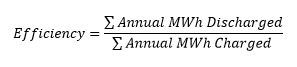 Efficiency = ∑ Annual MWh Discharged / ∑ Annual MWh Charged